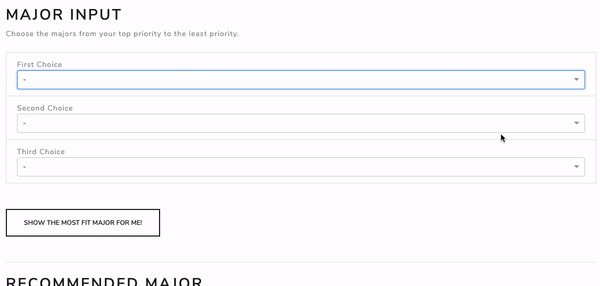 MAJOR INPUT
Choose the majors from your top priority to the least priority.
First Choice
-
Second Choice
-
Third Choice
-
SHOW THE MOST FIT MAJOR FOR ME!
RECOMMENDED MAJOR